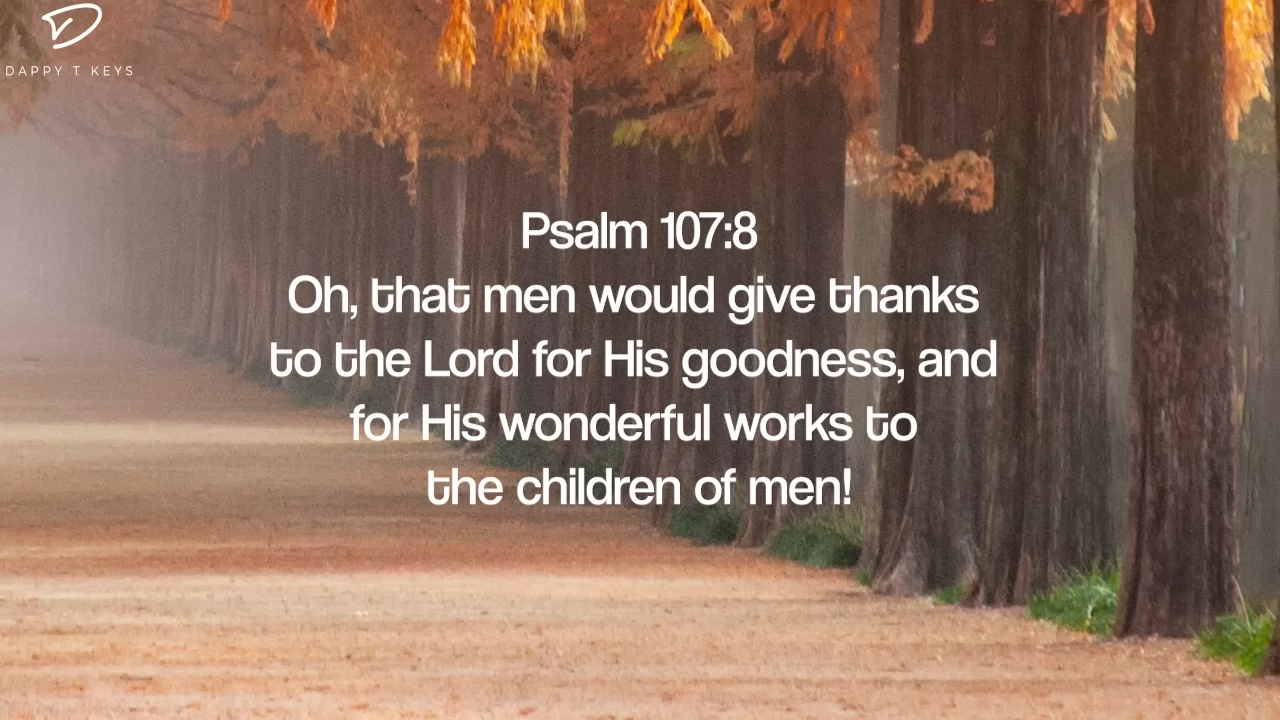 DAPPY T KEYS
Psalm 107:8
Oh, that men would give thanks
to the Lord for His goodness, and
for His wonderful works to
the children of men!